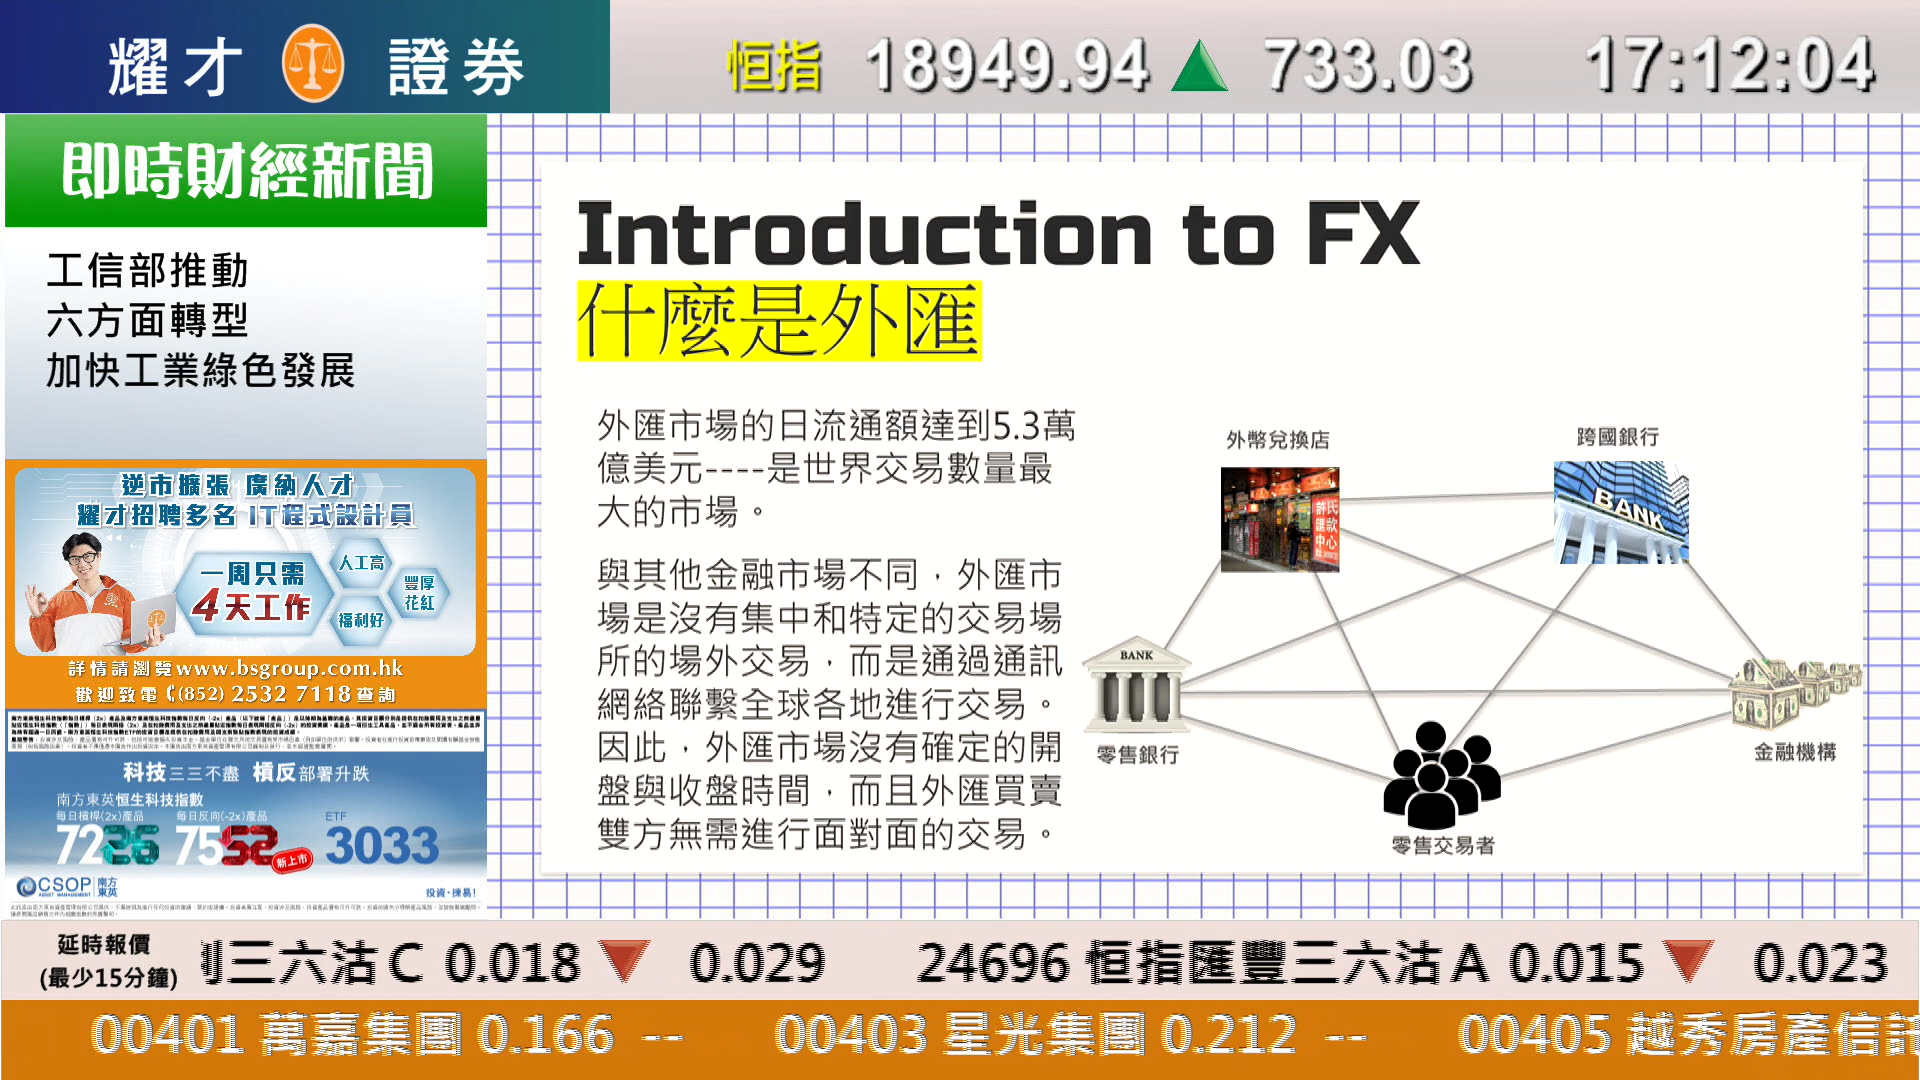 耀才 證券
恒指 18949.94 ▲ 733.03 17:12:04
即時財經新聞
工信部推動
六方面轉型
加快工業綠色發展
逆市擴張 廣納人才
耀才招聘多名 IT程式設計員
一周只需
4天工作
人工高
豐厚
花紅
福利好
詳情請瀏覽www.bsgroup.com.hk
歡迎致電 (852) 2532 7118 查詢
科技三三不盡 槓反部署升跌
南方東英恒生科技指數
每日槓桿(2x)產品 每日反向(-2x)產品 ETF
7226 7552 3033
新上市
CSOP 南方
東英
ASSET MANAGEMENT
投資·揀易!
Introduction to FX
什麼是外匯
外匯市場的日流通額達到5.3萬
億美元----是世界交易數量最
大的市場。
與其他金融市場不同，外匯市
場是沒有集中和特定的交易場
所的場外交易，而是通過通訊
網絡聯繫全球各地進行交易。
因此，外匯市場沒有確定的開
盤與收盤時間，而且外匯買賣
雙方無需進行面對面的交易。
外幣兌換店
跨國銀行
BANK
BANK
零售銀行
金融機構
零售交易者
延時報價
(最少15分鐘)
三六沽C 0.018 ▼ 0.029 24696 恒指匯豐三六沽A 0.015 ▼ 0.023
00401 萬嘉集團 0.166 -- 00403 星光集團 0.212 -- 00405 越秀房產信託